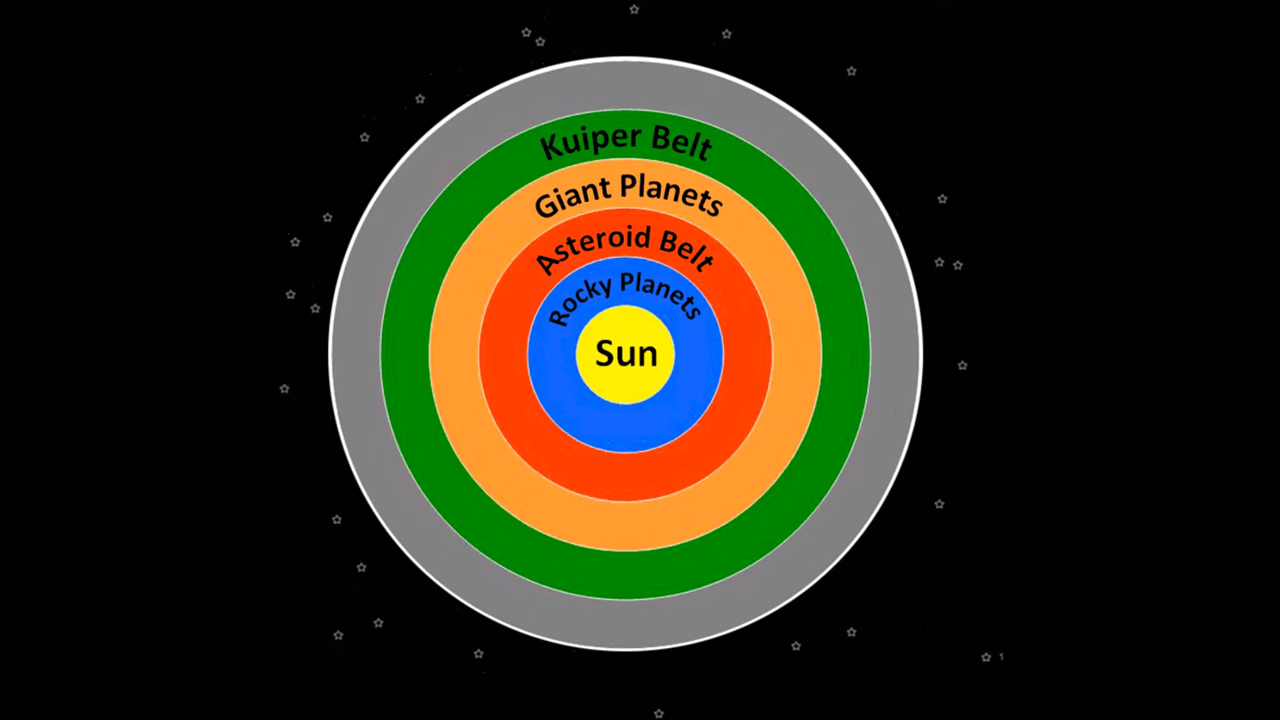 Kuiper Belt
Giant Planets
Asteroid Belt
Rocky Planets
Sun